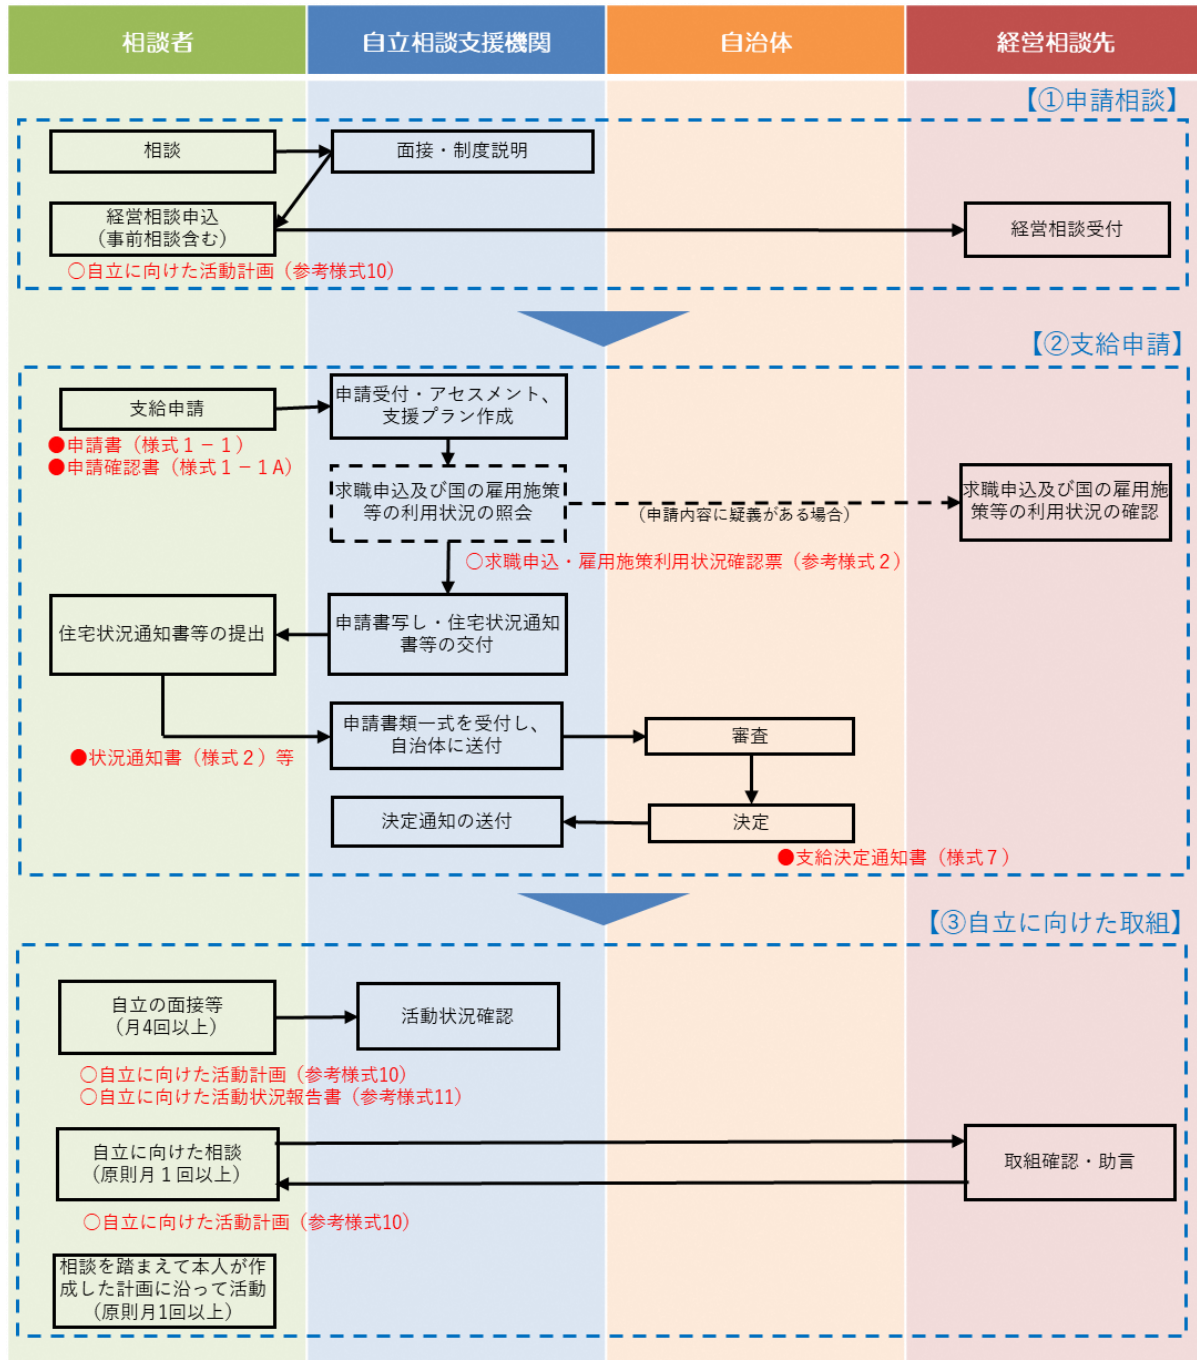 相談者
自立相談支援機関
自治体
経営相談先
【①申請相談】
相談
面接・制度説明
経営相談申込
(事前相談含む)
経営相談受付
○自立に向けた活動計画（参考様式10）
【②支給申請】
支給申請
申請受付・アセスメント、
支援プラン作成
●申請書（様式１－１）
●申請確認書（様式１－１A）
求職申込及び国の雇用施策
等の利用状況の照会
（申請内容に疑義がある場合）
求職申込及び国の雇用施
策等の利用状況の確認
○求職申込・雇用施策利用状況確認票（参考様式２）
住宅状況通知書等の提出
申請書写し・住宅状況通知
書等の交付
申請書類一式を受付し、
自治体に送付
審査
●状況通知書（様式２）等
決定通知の送付
決定
●支給決定通知書（様式７）
【③自立に向けた取組】
自立の面接等
（月4回以上）
活動状況確認
○自立に向けた活動計画（参考様式10）
○自立に向けた活動状況報告書（参考様式11）
自立に向けた相談
（原則月１回以上）
取組確認・助言
○自立に向けた活動計画（参考様式10）
相談を踏まえて本人が作
成した計画に沿って活動
（原則月1回以上）